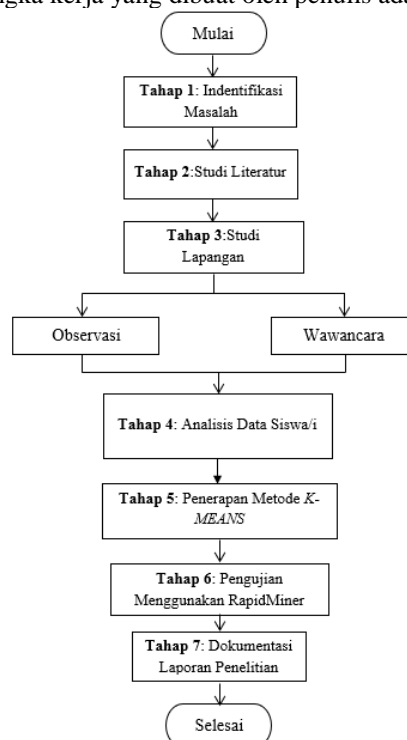 ngka kerja yang dibuat oleh penulis ada
Mulai
Tahap 1: Indentifikasi
Masalah
Tahap 2:Studi Literatur
Tahap 3:Studi
Lapangan
Observasi
Wawancara
Tahap 4: Analisis Data Siswa/i
Tahap 5: Penerapan Metode K-
MEANS
Tahap 6: Pengujian
Menggunakan RapidMiner
Tahap 7: Dokumentasi
Laporan Penelitian
Selesai